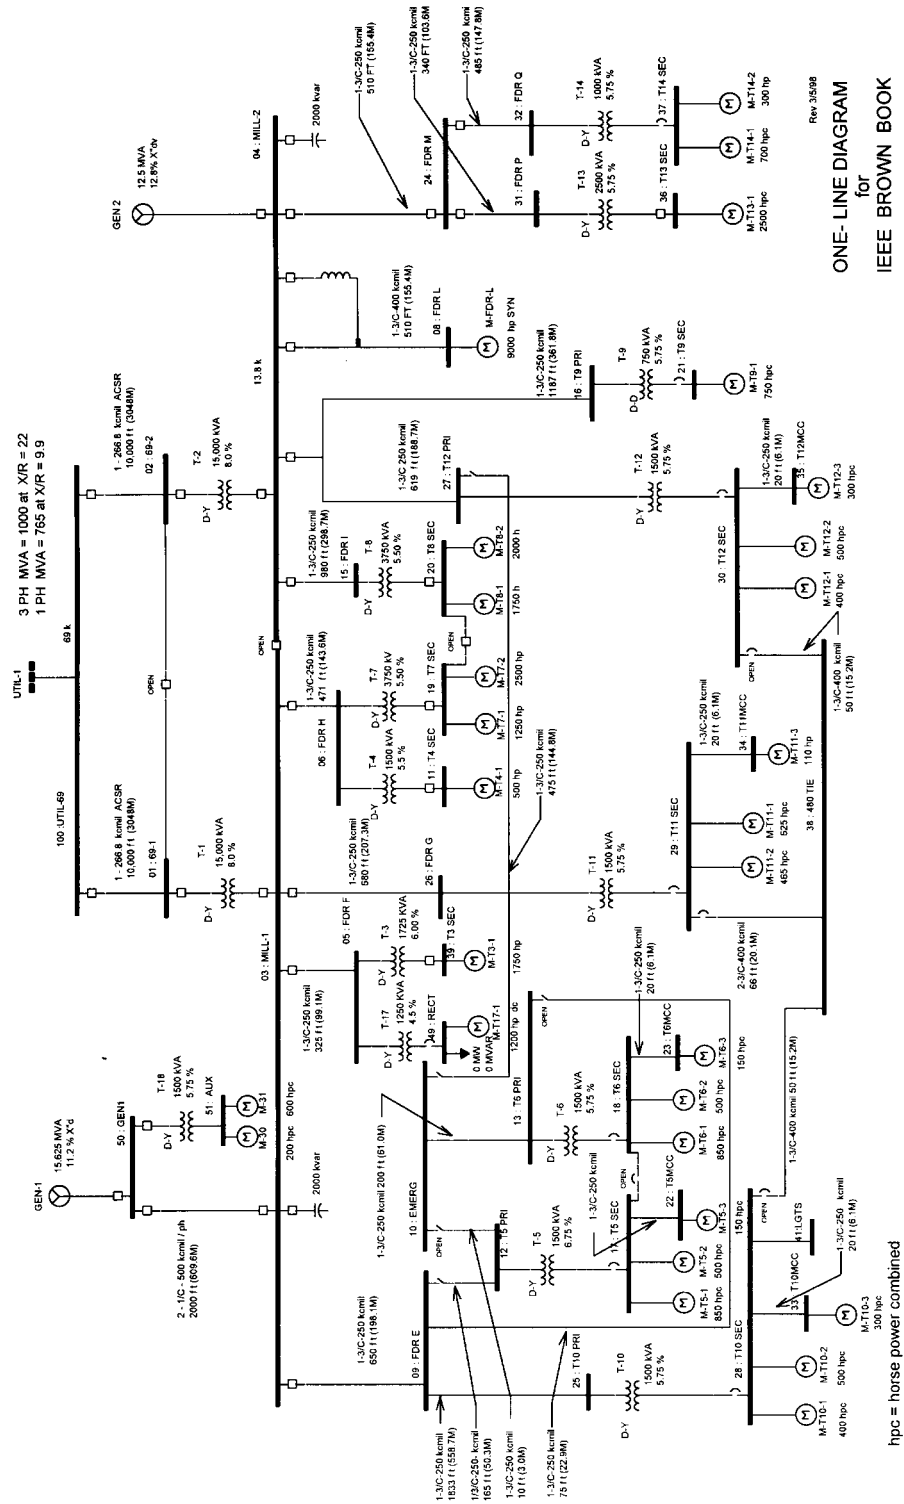 UTIL-1
3 PH MVA = 1000 at X/R = 22
1 PH MVA = 765 at X/R = 9.9
100 :UTIL-69
69 k
1 - 266.8 kcmil ACSR
10,000 ft (3048M)
01 : 69-1
OPEN
1 - 266.8 kcmil ACSR
10,000 ft (3048M)
02 : 69-2
T-1
15,000 kVA
8.0 %
D-Y
T-2
15,000 kVA
8.0 %
D-Y
GEN-1
15.625 MVA
11.2 % X"d
50 : GEN1
T-18
1500 kVA
5.75 %
D-Y
51: AUX
M-30
M-31
200 hpc
600 hpc
2 - 1/C - 500 kcmil / ph
2000 ft (609.6M)
2000 kvar
03 : MILL-1
OPEN
13.8 k
04 : MILL-2
GEN 2
12.5 MVA
12.8% X"dv
2000 kvar
1-3/C-250 kcmil
650 ft (198.1M)
09 : FDR E
1-3/C-250 kcmil
325 ft (99.1M)
05 : FDR F
T-17
1250 KVA
4.5 %
D-Y
49 : RECT
M-T17-1
1200 hp dc
0 MW
0 MVAR
T-3
1725 KVA
6.00 %
D-Y
39 : T3 SEC
M-T3-1
1750 hp
1-3/C-250 kcmil
680 ft (207.3M)
26 : FDR G
1-3/C-250 kcmil
471 ft (143.6M)
06 : FDR H
T-4
1500 kVA
5.5 %
D-Y
11 : T4 SEC
M-T4-1
500 hp
T-7
3750 kV
5.50 %
D-Y
19 : T7 SEC
M-T7-1
1250 hp
M-T7-2
2500 hp
OPEN
1-3/C-250 kcmil
980 ft (298.7M)
15 : FDR I
T-8
3750 kVA
5.50 %
D-Y
20 : T8 SEC
M-T8-1
1750 h
M-T8-2
2000 h
1-3/C 250 kcmil
619 ft (188.7M)
27 : T12 PRI
1-3/C-250 kcmil
475 ft (144.8M)
1-3/C-400 kcmil
510 FT (155.4M)
08 : FDR L
M-FDR-L
9000 hp SYN
1-3/C-250 kcmil
1187 ft (361.8M)
16 : T9 PRI
T-9
750 kVA
5.75 %
D-D
21 : T9 SEC
M-T9-1
750 hpc
1-3/C-250 kcmil
510 FT (155.4M)
24 : FDR M
1-3/C-250 kcmil
340 FT (103.6M)
31 : FDR P
1-3/C-250 kcmi
485 ft (147.8M)
32 : FDR Q
T-13
2500 kVA
5.75 %
D-Y
36 : T13 SEC
M-T13-1
2500 hpc
T-14
1000 kVA
5.75 %
D-Y
37 : T14 SEC
M-T14-1
700 hpc
M-T14-2
300 hp
1-3/C-250 kcmil 200 ft (61.0M)
10 : EMERG
OPEN
12 : T5 PRI
T-5
1500 kVA
6.75 %
D-Y
17 : T5 SEC
M-T5-1
850 hpc
M-T5-2
500 hpc
1-3/C-250 kcmil
22 : T5MCC
M-T5-3
150 hpc
OPEN
13 : T6 PRI
OPEN
T-6
1500 kVA
5.75 %
D-Y
18 : T6 SEC
M-T6-1
850 hpc
M-T6-2
500 hpc
1-3/C-250 kcmil
20 ft (6.1M)
23 : T6MCC
M-T6-3
150 hpc
1-3/C-250 kcmil
1833 ft (558.7M)
1/3/C-250- kcmil
165 ft (50.3M)
1-3/C-250 kcmil
10 ft (3.0M)
1-3/C-250 kcmil
75 ft (22.9M)
25 : T10 PRI
T-10
1500 kVA
5.75 %
D-Y
28 : T10 SEC
M-T10-1
400 hpc
M-T10-2
500 hpc
33 : T10MCC
M-T10-3
300 hpc
1-3/C-250 kcmil
20 ft (6.1M)
41:LGTS
OPEN
1-3/C-400 kcmil 50 ft (15.2M)
T-11
1500 kVA
5.75 %
D-Y
29 : T11 SEC
M-T11-2
465 hpc
M-T11-1
625 hpc
1-3/C-250 kcmil
20 ft (6.1M)
34 : T11MCC
M-T11-3
110 hp
2-3/C-400 kcmil
66 ft (20.1M)
38 : 480 TIE
T-12
1500 kVA
5.75 %
D-Y
30 : T12 SEC
OPEN
M-T12-1
400 hpc
M-T12-2
500 hpc
1-3/C-250 kcmil
20 ft (6.1M)
35 : T12MCC
M-T12-3
300 hpc
1-3/C-400 kcmil
50 ft (15.2M)
Rev 3/5/98
ONE- LINE DIAGRAM
for
IEEE BROWN BOOK
hpc = horse power combined